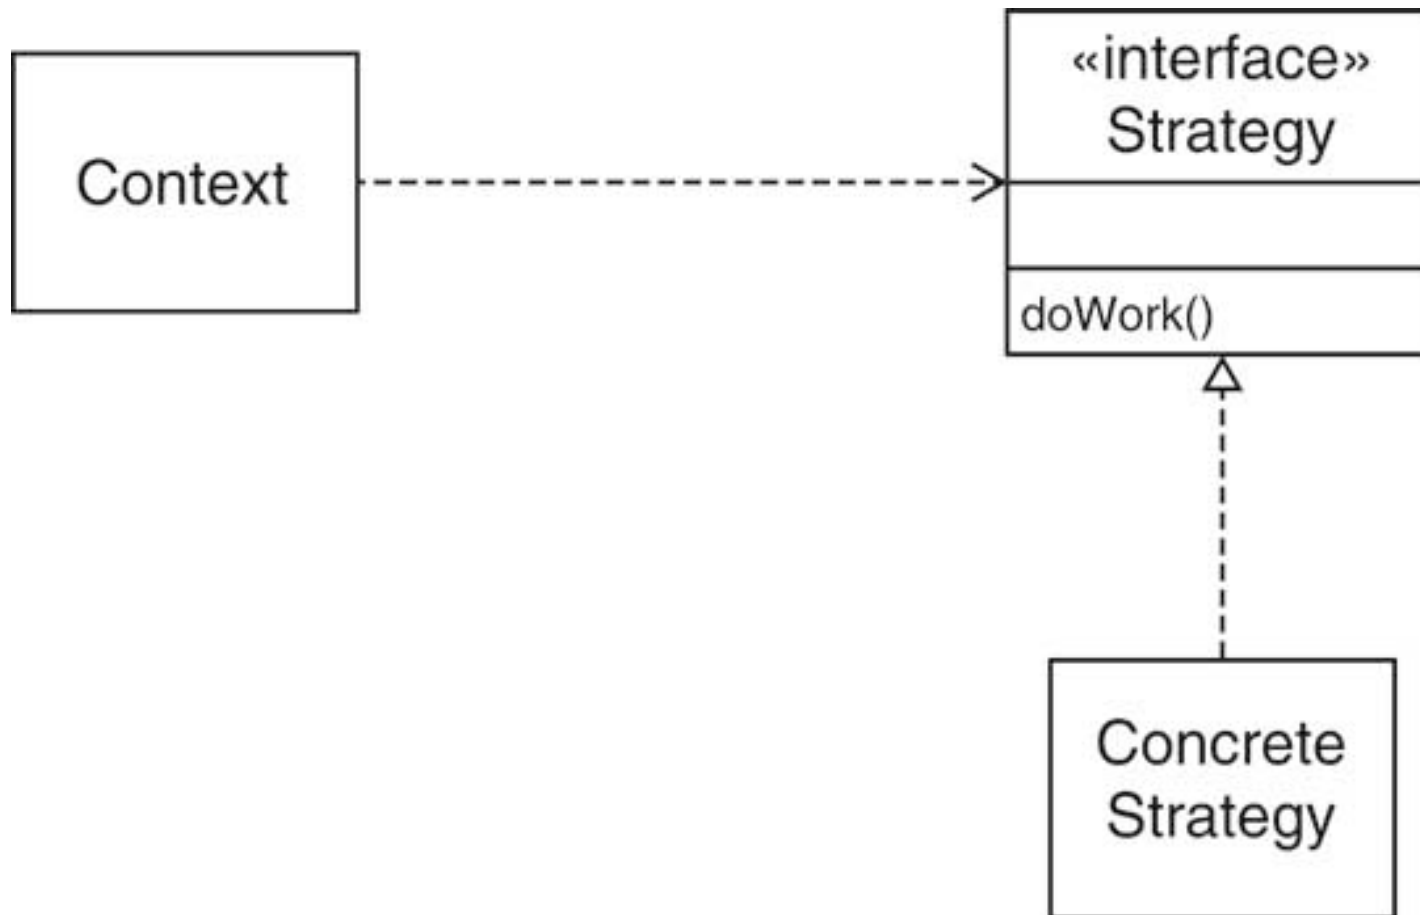 Context
«interface»
Strategy
doWork()
Concrete
Strategy